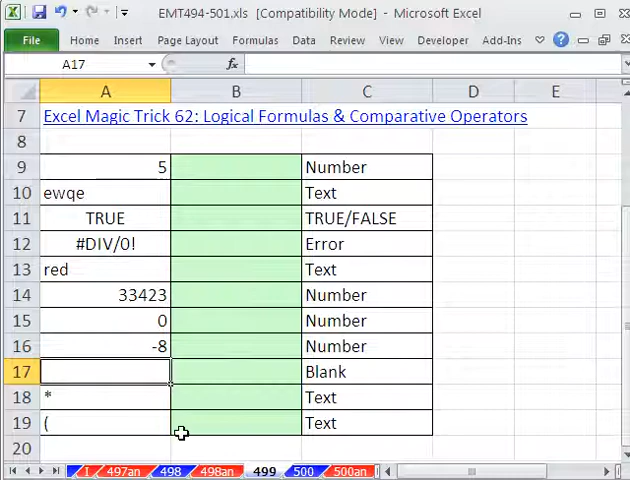 EMT494-501.xls [Compatibility Mode] - Microsoft Excel
File Home Insert Page Layout Formulas Data Review View Developer Add-Ins
A17 fx
A B C D E
7 Excel Magic Trick 62: Logical Formulas & Comparative Operators
8
9 5 Number
10 ewqe Text
11 TRUE TRUE/FALSE
12 #DIV/0! Error
13 red Text
14 33423 Number
15 0 Number
16 -8 Number
17 Blank
18 * Text
19 ( Text
20
I 497an 498 498an 499 500 500an